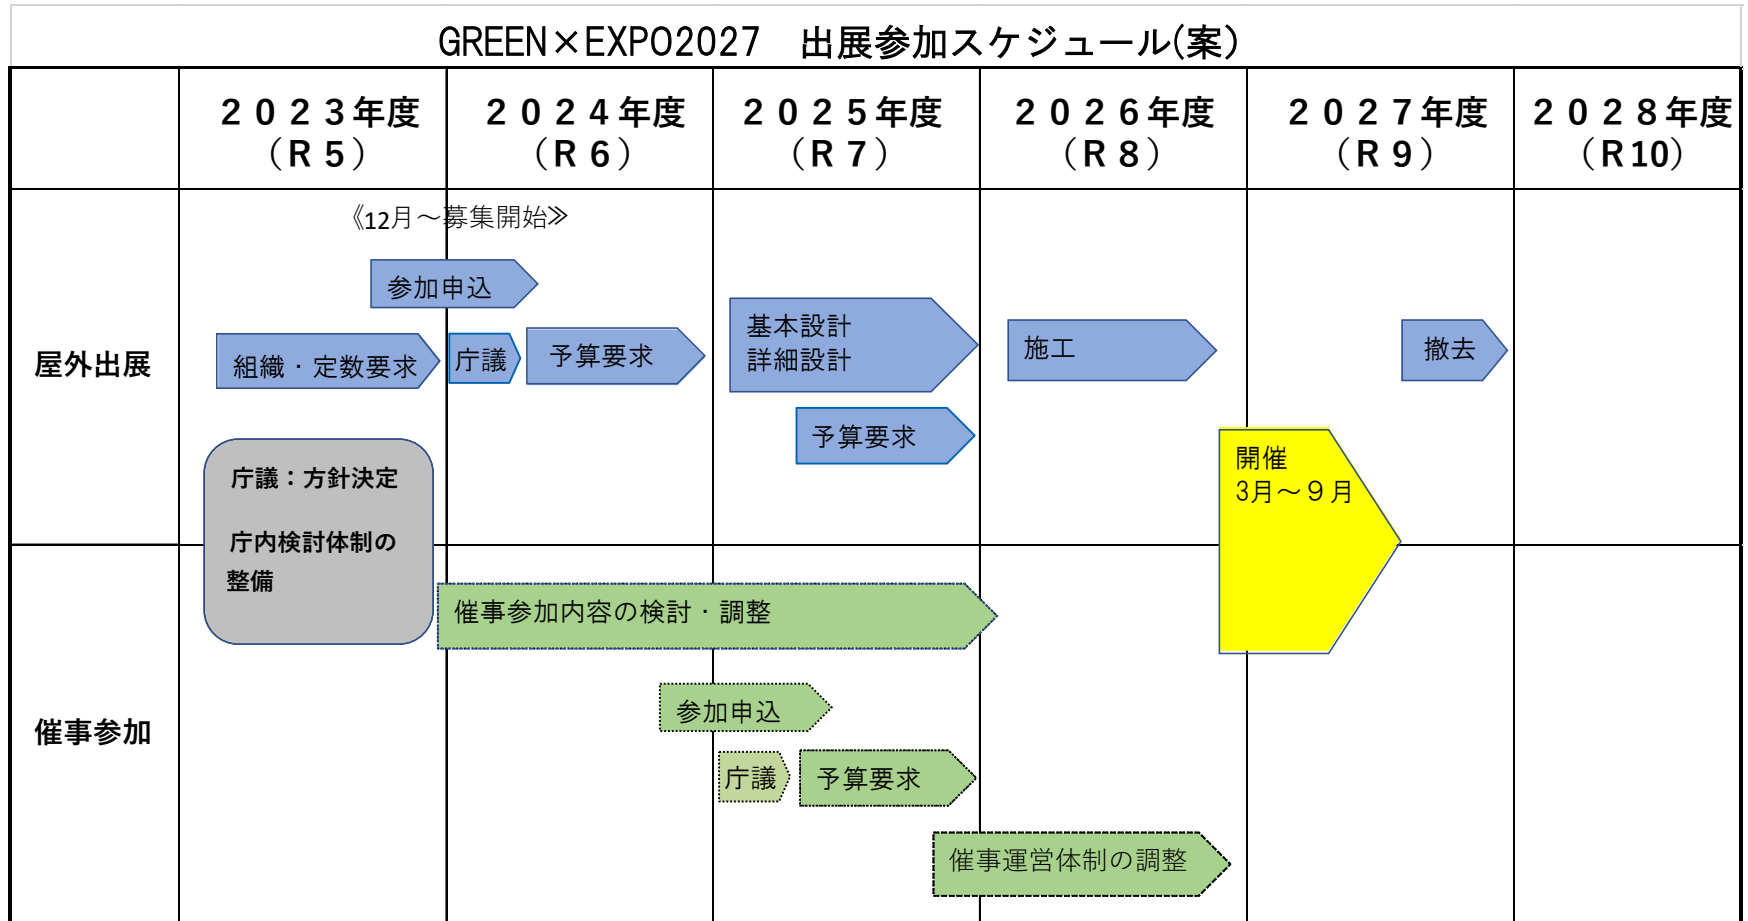 GREEN×EXPO2027　出展参加スケジュール(案)
２０２３年度
（R５）
２０２４年度
（R６）
２０２５年度
（R７）
２０２６年度
（R８）
２０２７年度
（R９）
２０２８年度
（R10）
屋外出展
《12月～募集開始≫
参加申込
組織・定数要求
庁議
予算要求
基本設計
詳細設計
予算要求
施工
撤去
開催
3月～９月
庁議：方針決定
庁内検討体制の
整備
催事参加
催事参加内容の検討・調整
参加申込
庁議
予算要求
催事運営体制の調整